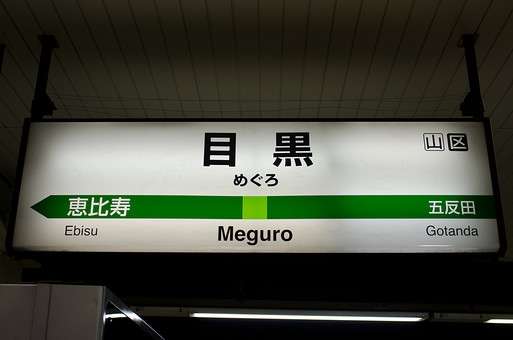 目黒
山区
めぐろ
恵比寿
五反田
Ebisu
Meguro
Gotanda